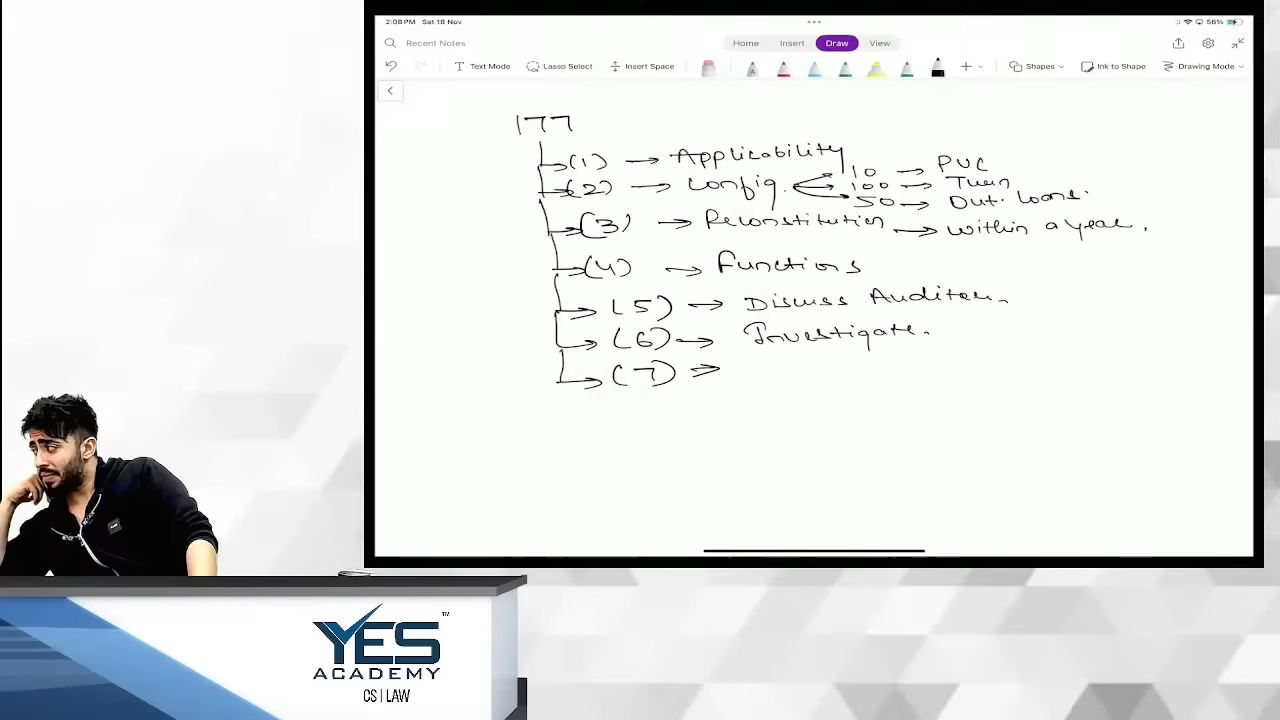 2:08 PM Sat 18 Nov
56%
Recent Notes
Home Insert Draw View
Text Mode Lasso Select Insert Space Shapes Ink to Shape Drawing Mode
177
(1) → Applicability
(2) → Config. 10 → PUC
100 → Turn
50 → Out. loans.
(3) → Reconstitution → within a year.
(4) → Functions
(5) → Discuss Auditor.
(6) → Investigate.
(7) →
YES™
ACADEMY
CS | LAW